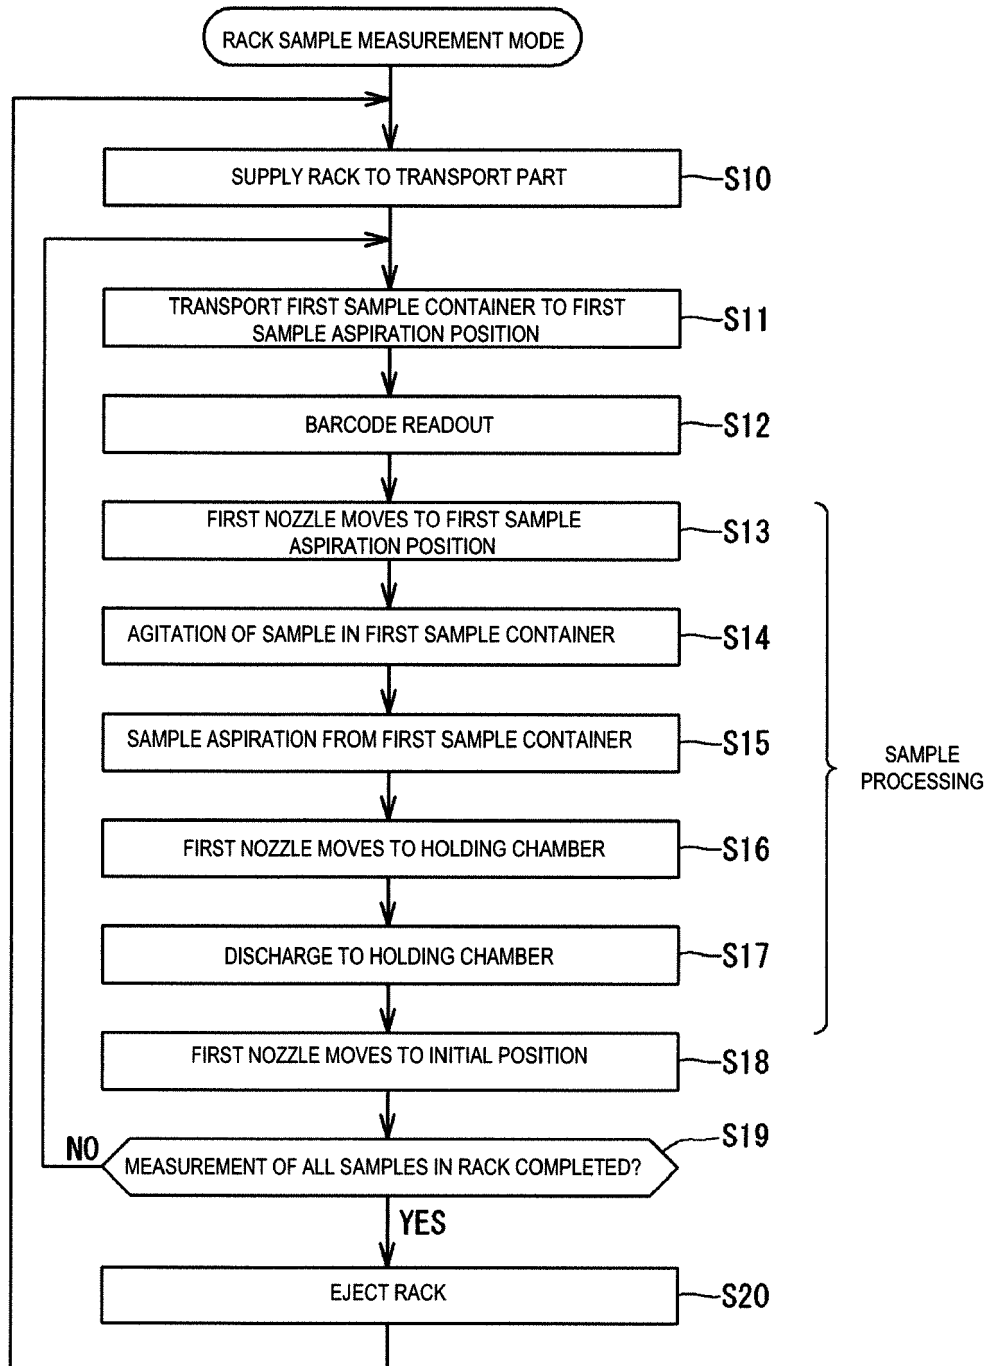 RACK SAMPLE MEASUREMENT MODE
SUPPLY RACK TO TRANSPORT PART
S10
TRANSPORT FIRST SAMPLE CONTAINER TO FIRST
SAMPLE ASPIRATION POSITION
S11
BARCODE READOUT
S12
FIRST NOZZLE MOVES TO FIRST SAMPLE
ASPIRATION POSITION
S13
AGITATION OF SAMPLE IN FIRST SAMPLE CONTAINER
S14
SAMPLE ASPIRATION FROM FIRST SAMPLE CONTAINER
S15
SAMPLE
PROCESSING
FIRST NOZZLE MOVES TO HOLDING CHAMBER
S16
DISCHARGE TO HOLDING CHAMBER
S17
FIRST NOZZLE MOVES TO INITIAL POSITION
S18
S19
NO
MEASUREMENT OF ALL SAMPLES IN RACK COMPLETED?
YES
EJECT RACK
S20